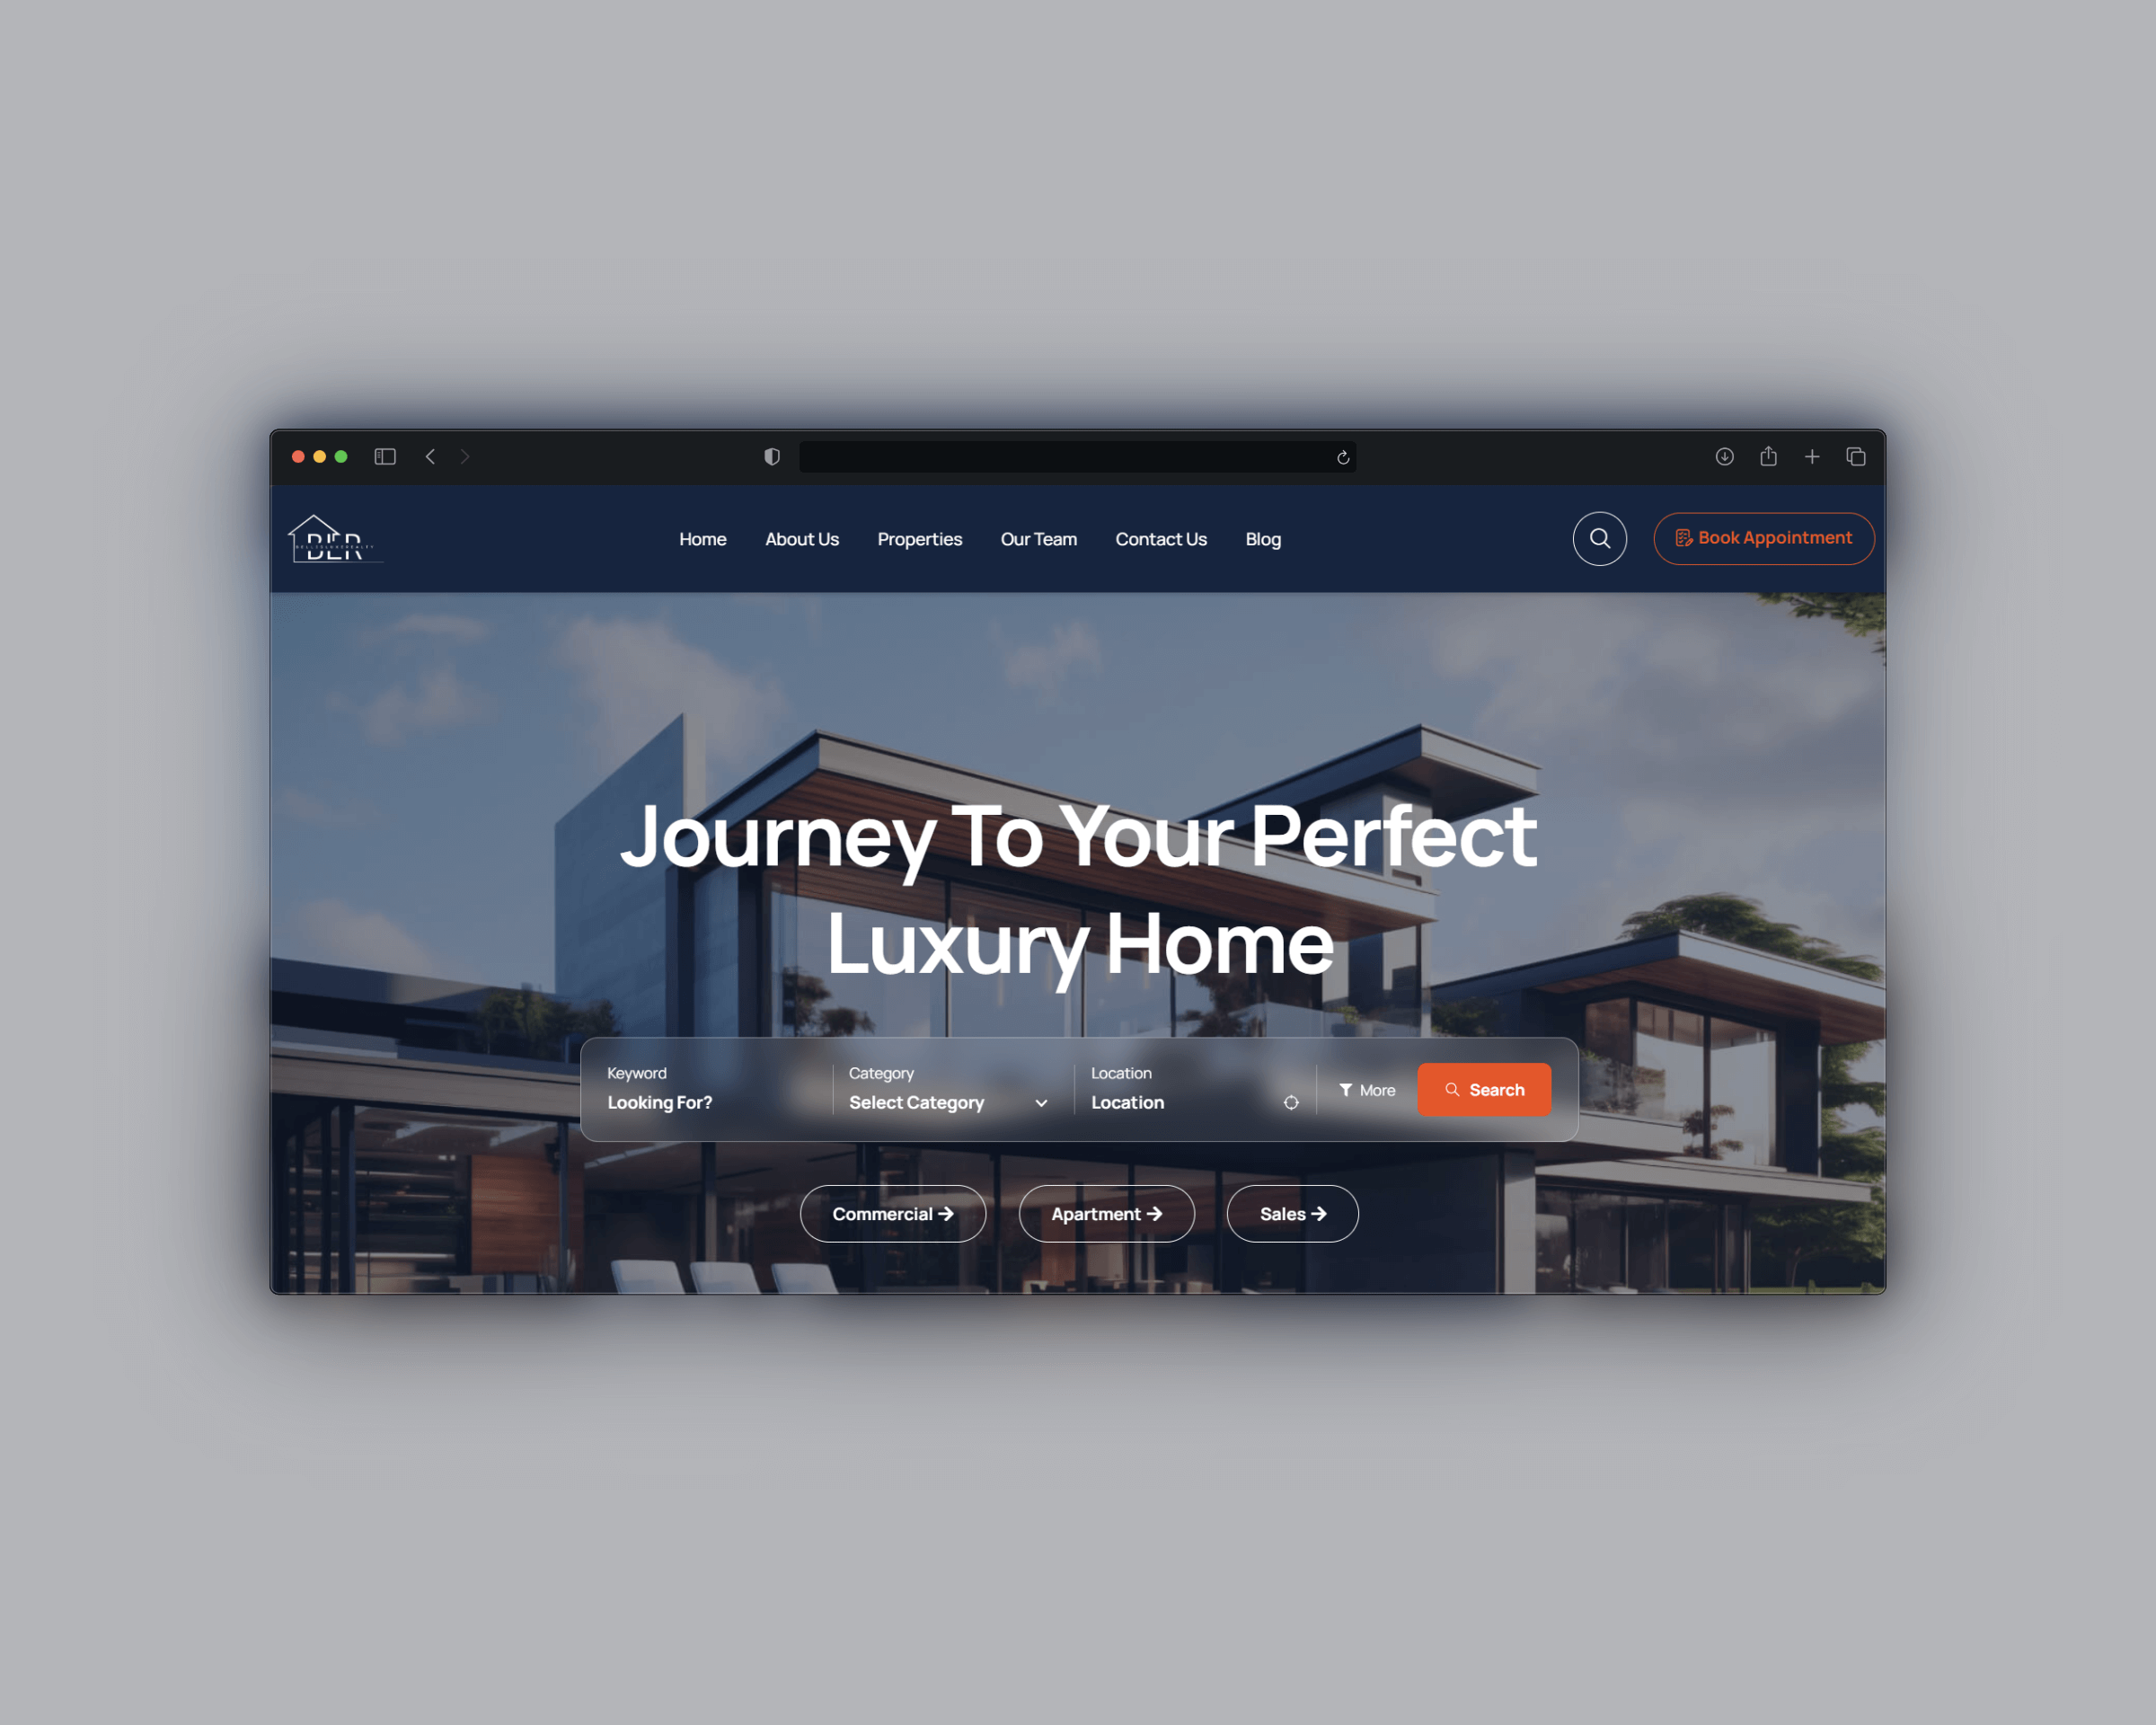 BLR
Home About Us Properties Our Team Contact Us Blog
Book Appointment
Journey To Your Perfect
Luxury Home
Keyword Category Location
Looking For? Select Category Location More Search
Commercial Apartment Sales